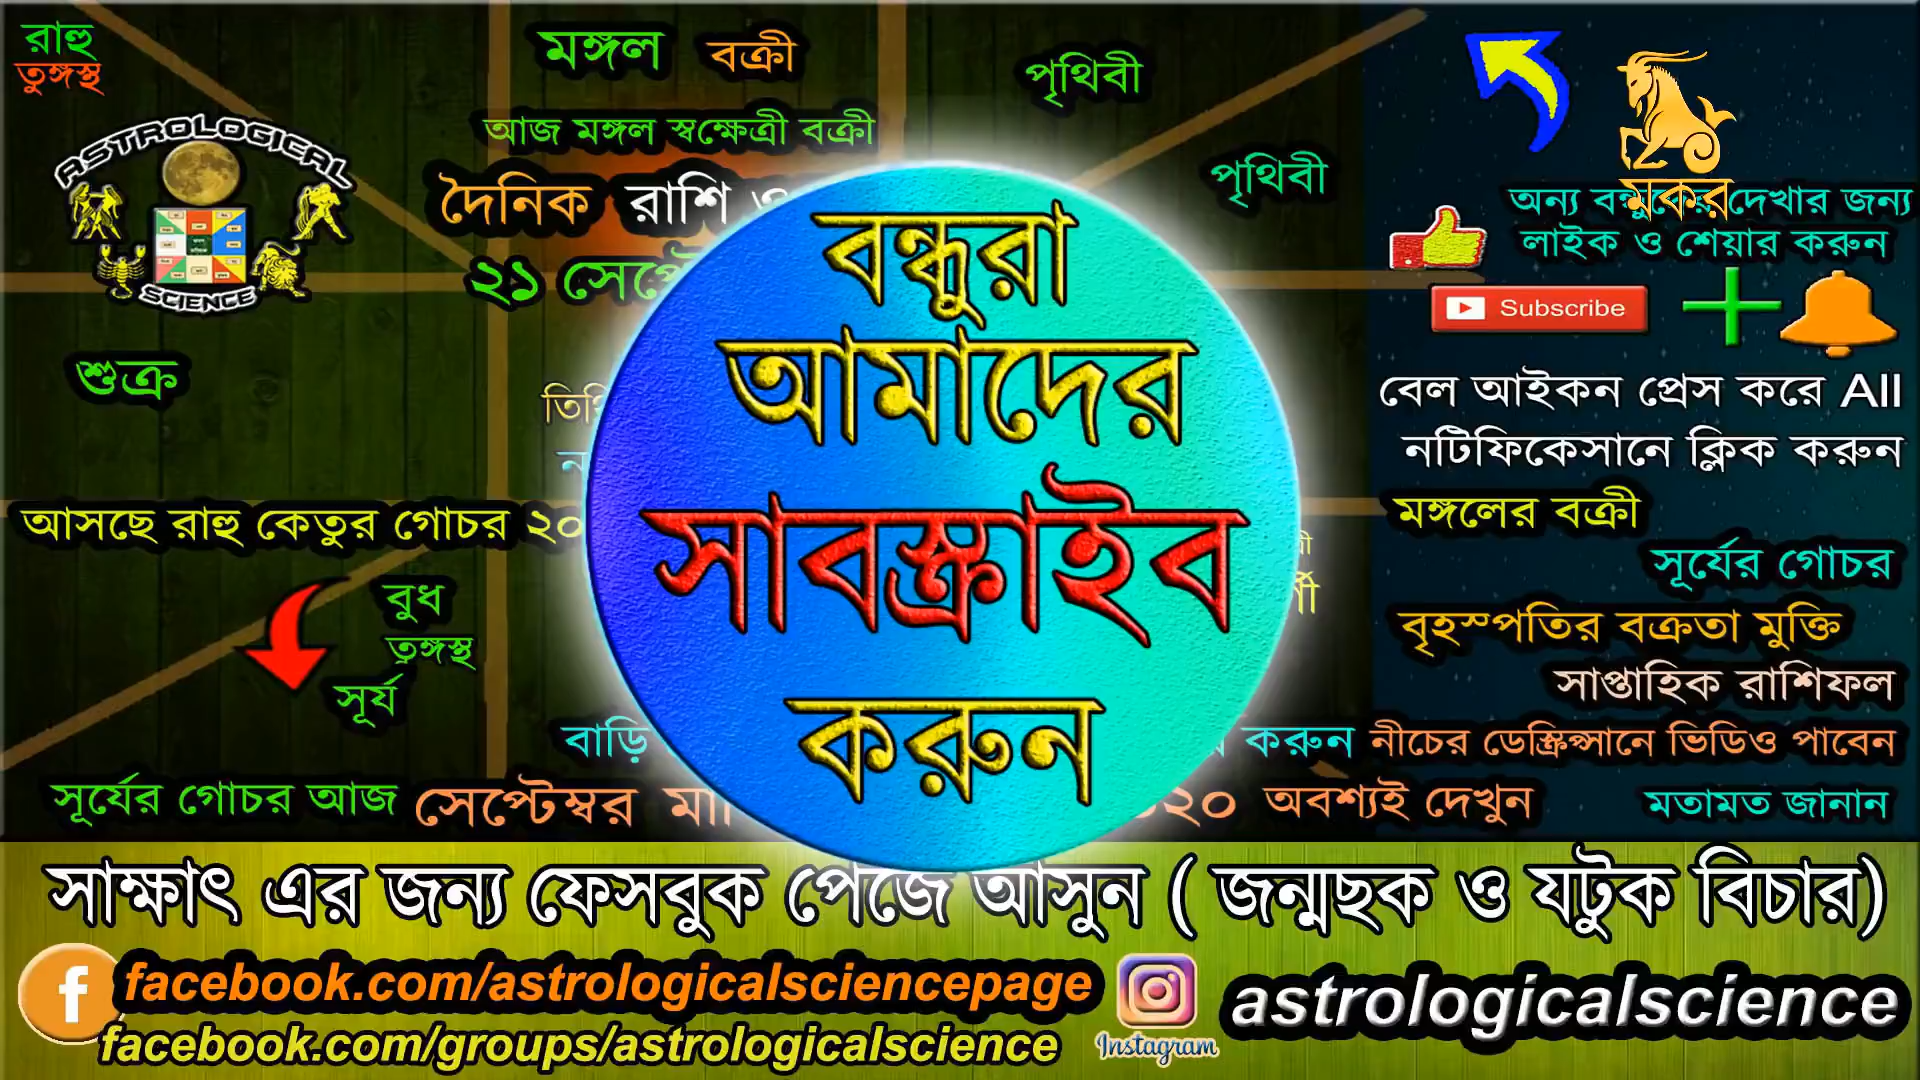 রাহু
তুঙ্গস্থ
মঙ্গল বক্রী
পৃথিবী
আজ মঙ্গল স্বক্ষেত্রী বক্রী
ASTROLOGICAL
SCIENCE
দৈনিক রাশি
২১
পৃথিবী
মকর
অন্য বন্ধুদের দেখার জন্য
লাইক ও শেয়ার করুন
Subscribe
শুক্র
বেল আইকন প্রেস করে All
নটিফিকেসানে ক্লিক করুন
বন্ধুরা
আমাদের
সাবস্ক্রাইব
করুন
আসছে রাহু কেতুর গোচর
মঙ্গলের বক্রী
সূর্যের গোচর
বুধ
তুঙ্গস্থ
সূর্য
বৃহস্পতির বক্রতা মুক্তি
সাপ্তাহিক রাশিফল
বাড়ি
করুন নীচের ডেস্ক্রিপ্সানে ভিডিও পাবেন
সূর্যের গোচর আজ সেপ্টেম্বর
অবশ্যই দেখুন
মতামত জানান
সাক্ষাৎ এর জন্য ফেসবুক পেজে আসুন ( জন্মছক ও যটুক বিচার)
facebook.com/astrologicalsciencepage
facebook.com/groups/astrologicalscience
Instagram
astrologicalscience